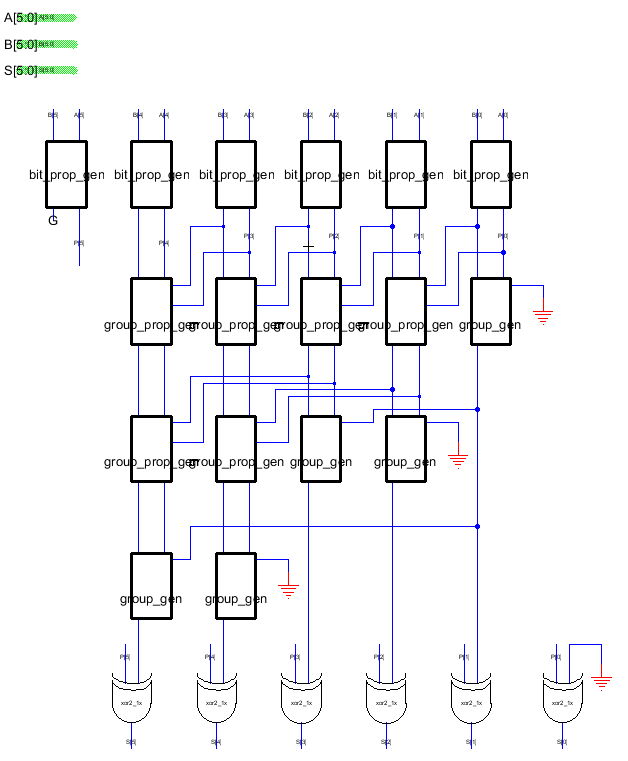 A[5:0]
B[5:0]
S[5:0]
B[5] A[5] B[4] A[4] B[3] A[3] B[2] A[2] B[1] A[1] B[0] A[0]
bit_prop_gen bit_prop_gen bit_prop_gen bit_prop_gen bit_prop_gen bit_prop_gen
G
P[5] P[4] P[3] P[2] P[1] P[0]
group_prop_gen group_prop_gen group_prop_gen group_prop_gen group_gen
group_prop_gen group_prop_gen group_gen group_gen
group_gen group_gen
P[5] P[4] P[3] P[2] P[1] P[0]
xor2_1x xor2_1x xor2_1x xor2_1x xor2_1x xor2_1x
S[5] S[4] S[3] S[2] S[1] S[0]